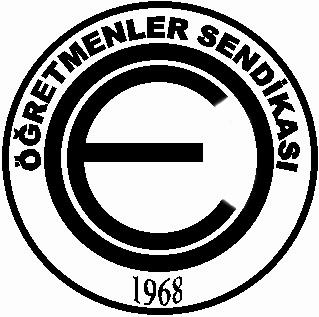 ÖĞRETMENLER SENDİKASI
1968